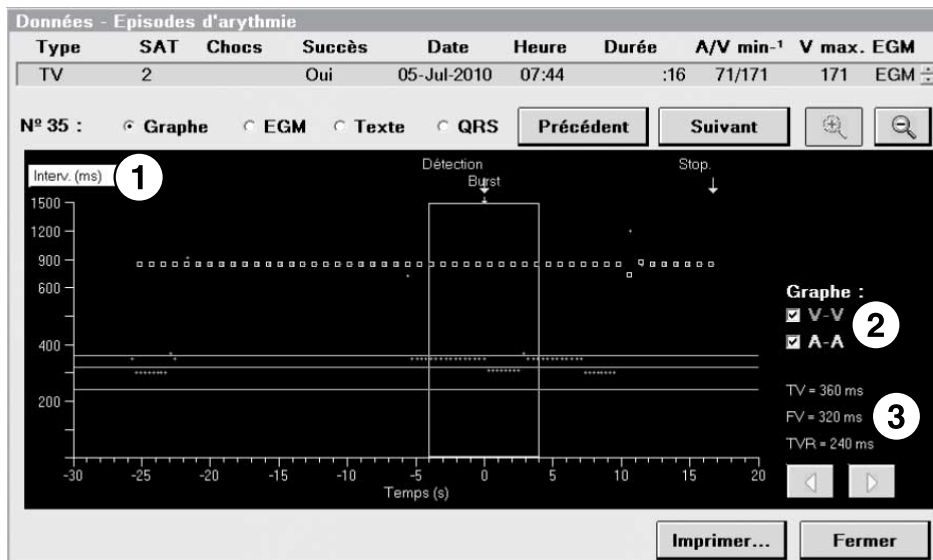 Données - Episodes d'arythmie
Type SAT Chocs Succès Date Heure Durée A/V min-¹ V max. EGM
TV 2 Oui 05-Jul-2010 07:44 :16 71/171 171 EGM
Nº 35 : Graphe EGM Texte QRS Précédent Suivant
Détection
Burst
Stop.
Interv. (ms)
1
1500
1200
900
600
400
200
Graphe :
V-V
A-A
2
TV = 360 ms
FV = 320 ms
TVR = 240 ms
3
-30 -25 -20 -15 -10 -5 0 5 10 15 20
Temps (s)
Imprimer... Fermer